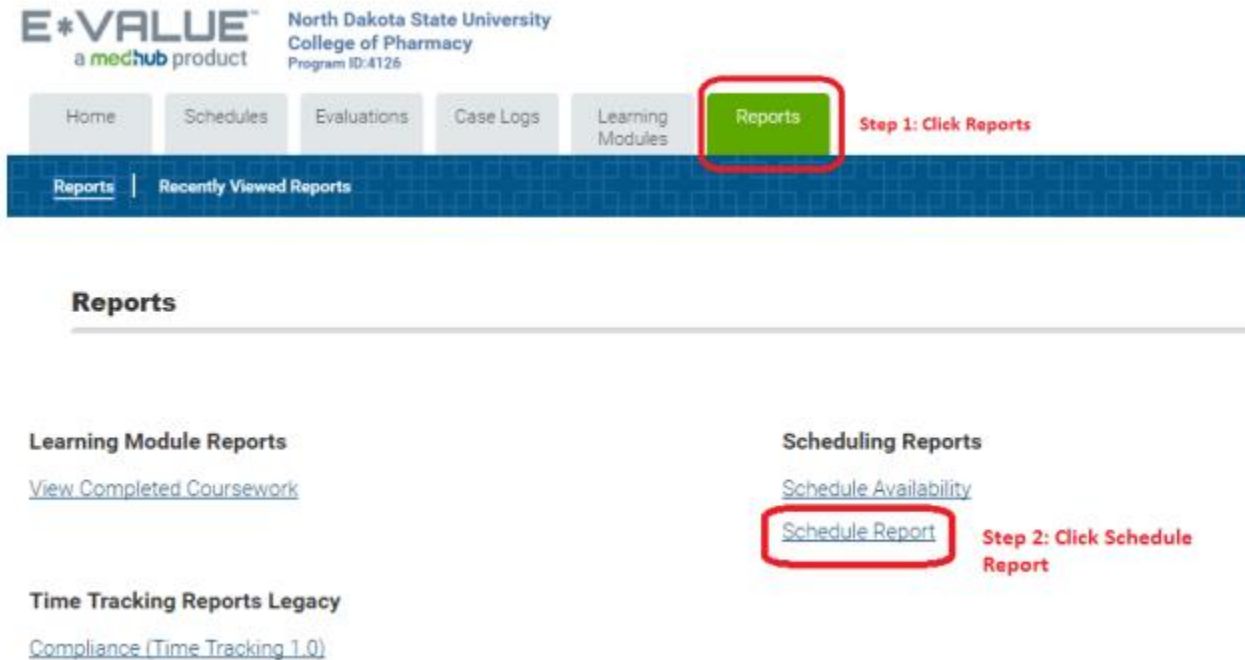 E*VALUE™
a medhub product
North Dakota State University
College of Pharmacy
Program ID:4126
Home
Schedules
Evaluations
Case Logs
Learning
Modules
Reports
Step 1: Click Reports
Reports | Recently Viewed Reports
Reports
Learning Module Reports
View Completed Coursework
Scheduling Reports
Schedule Availability
Schedule Report
Step 2: Click Schedule
Report
Time Tracking Reports Legacy
Compliance (Time Tracking 1.0)